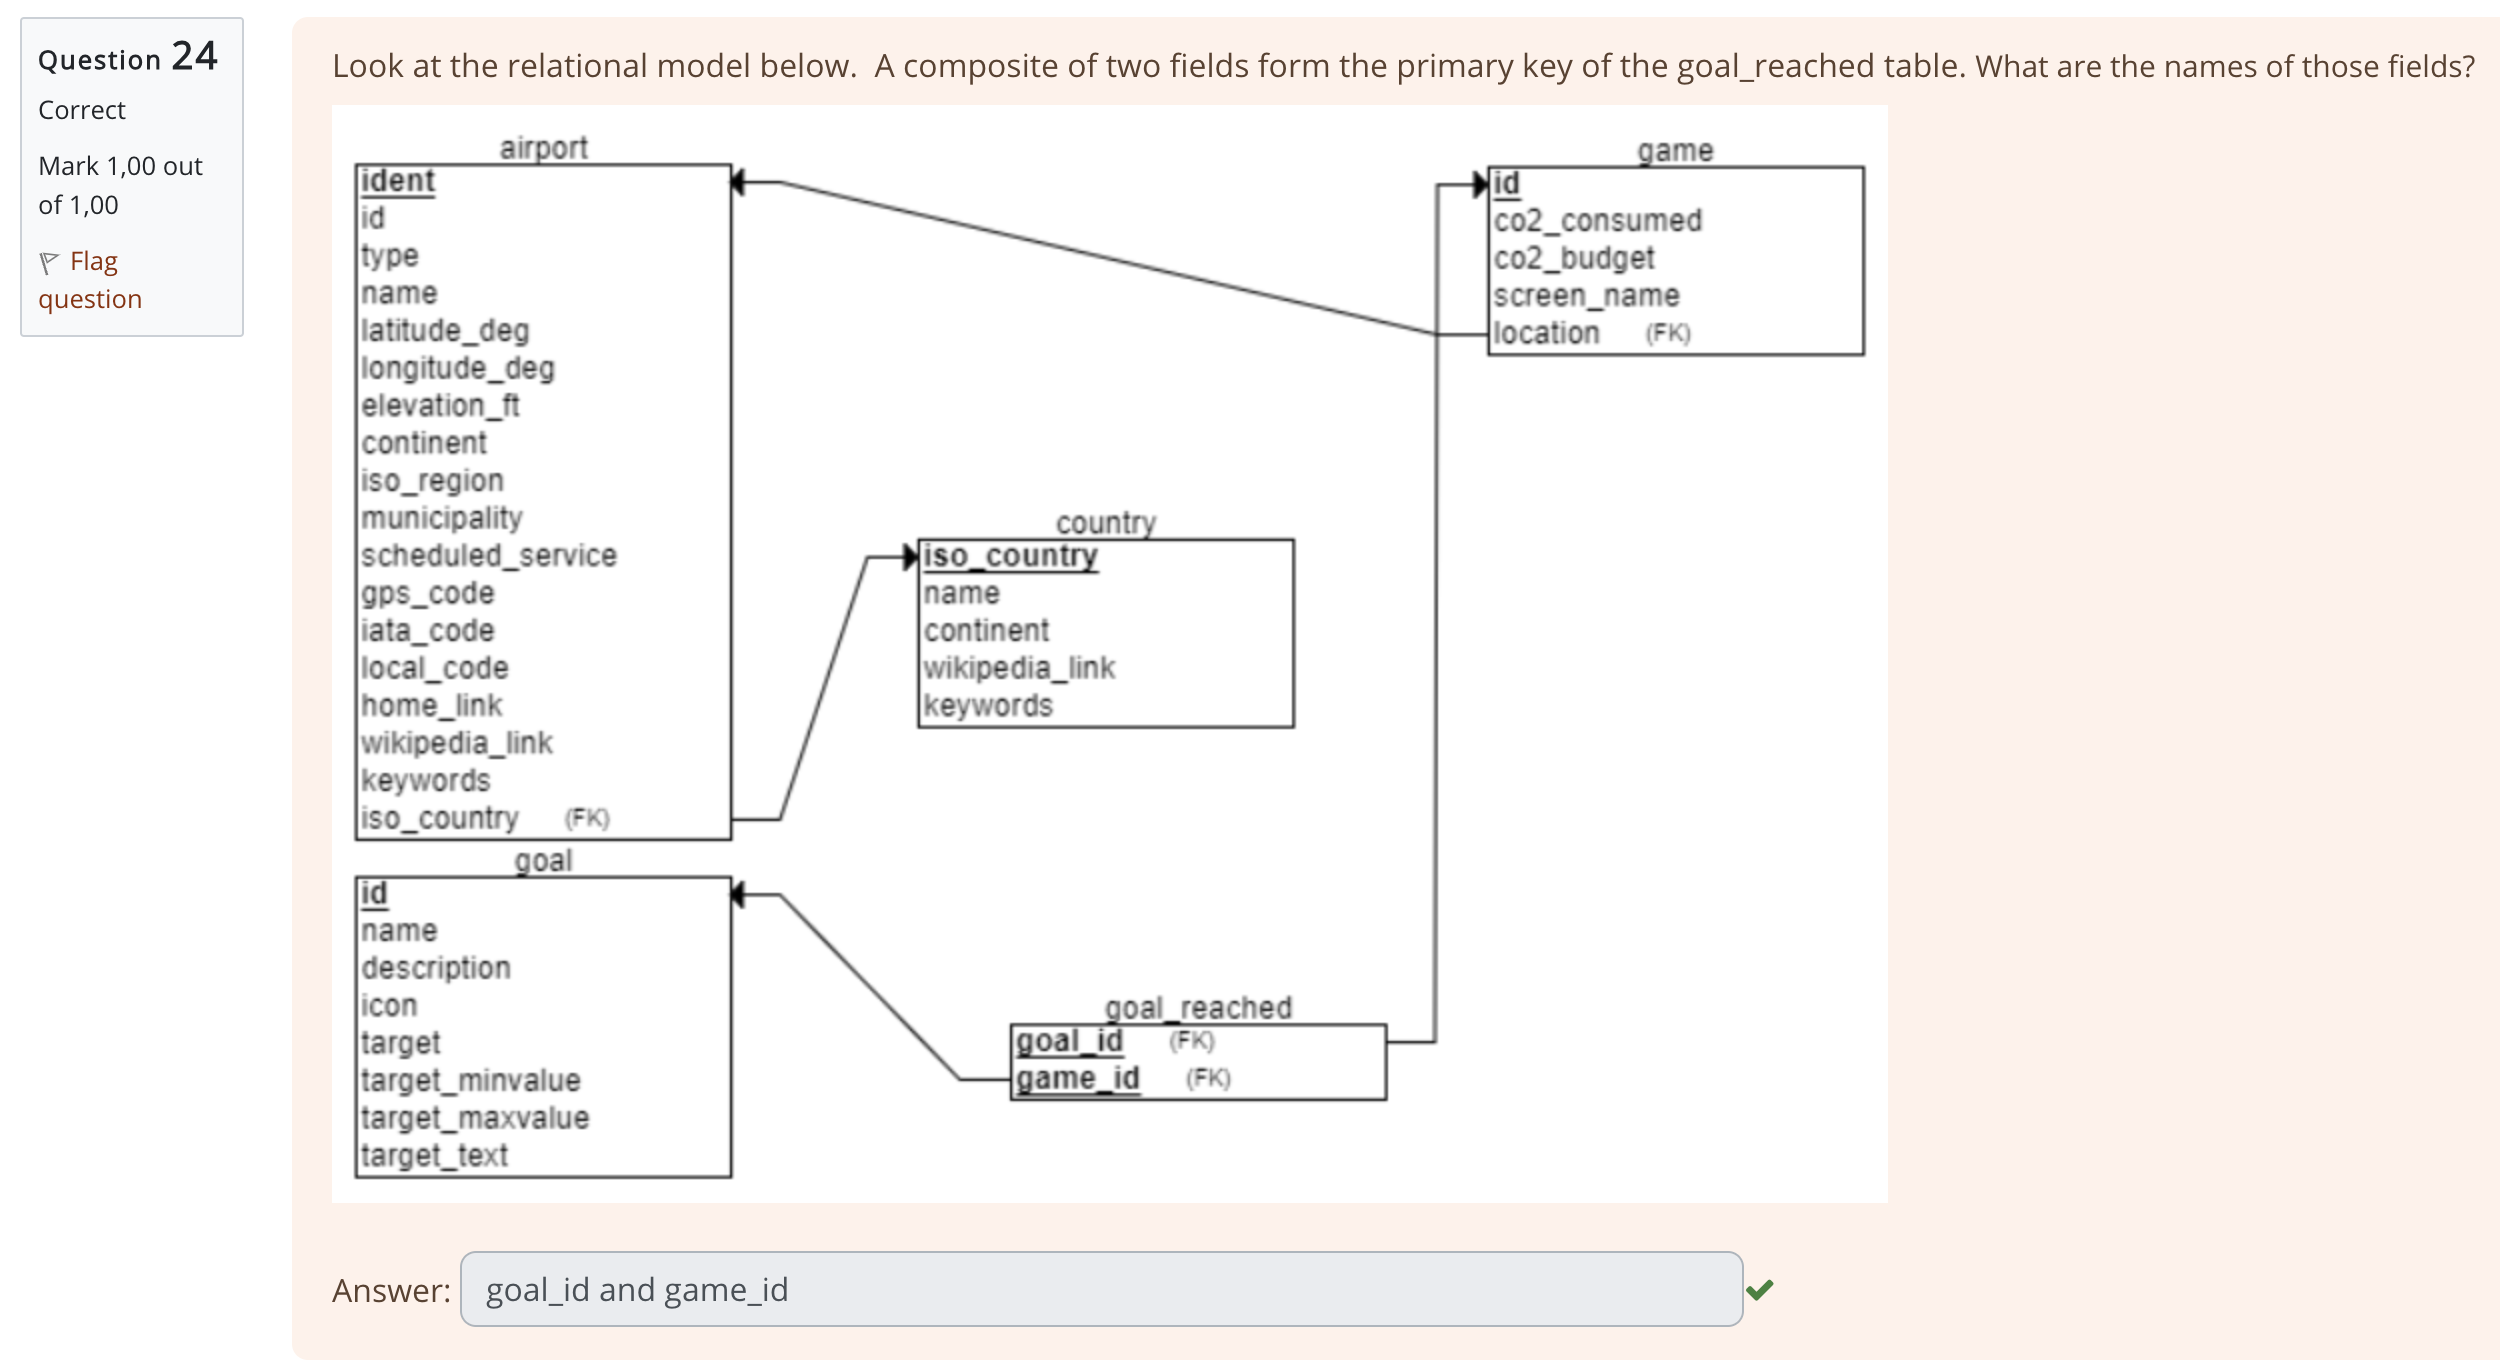 Question 24
Correct
Mark 1,00 out
of 1,00
Flag
question
Look at the relational model below.  A composite of two fields form the primary key of the goal_reached table. What are the names of those fields?
airport
ident
id
type
name
latitude_deg
longitude_deg
elevation_ft
continent
iso_region
municipality
scheduled_service
gps_code
iata_code
local_code
home_link
wikipedia_link
keywords
iso_country (FK)
game
id
co2_consumed
co2_budget
screen_name
location (FK)
country
iso_country
name
continent
wikipedia_link
keywords
goal
id
name
description
icon
target
target_minvalue
target_maxvalue
target_text
goal_reached
goal_id (FK)
game_id (FK)
Answer: goal_id and game_id